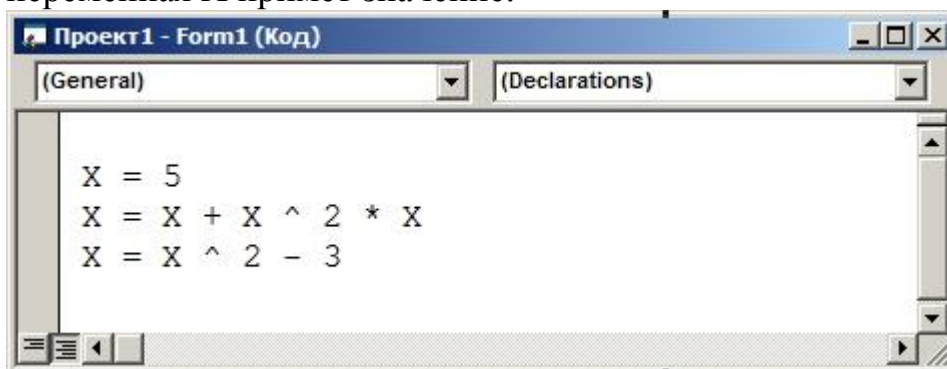 Проект1 - Form1 (Код)
(General) (Declarations)
X = 5
X = X + X ^ 2 * X
X = X ^ 2 - 3